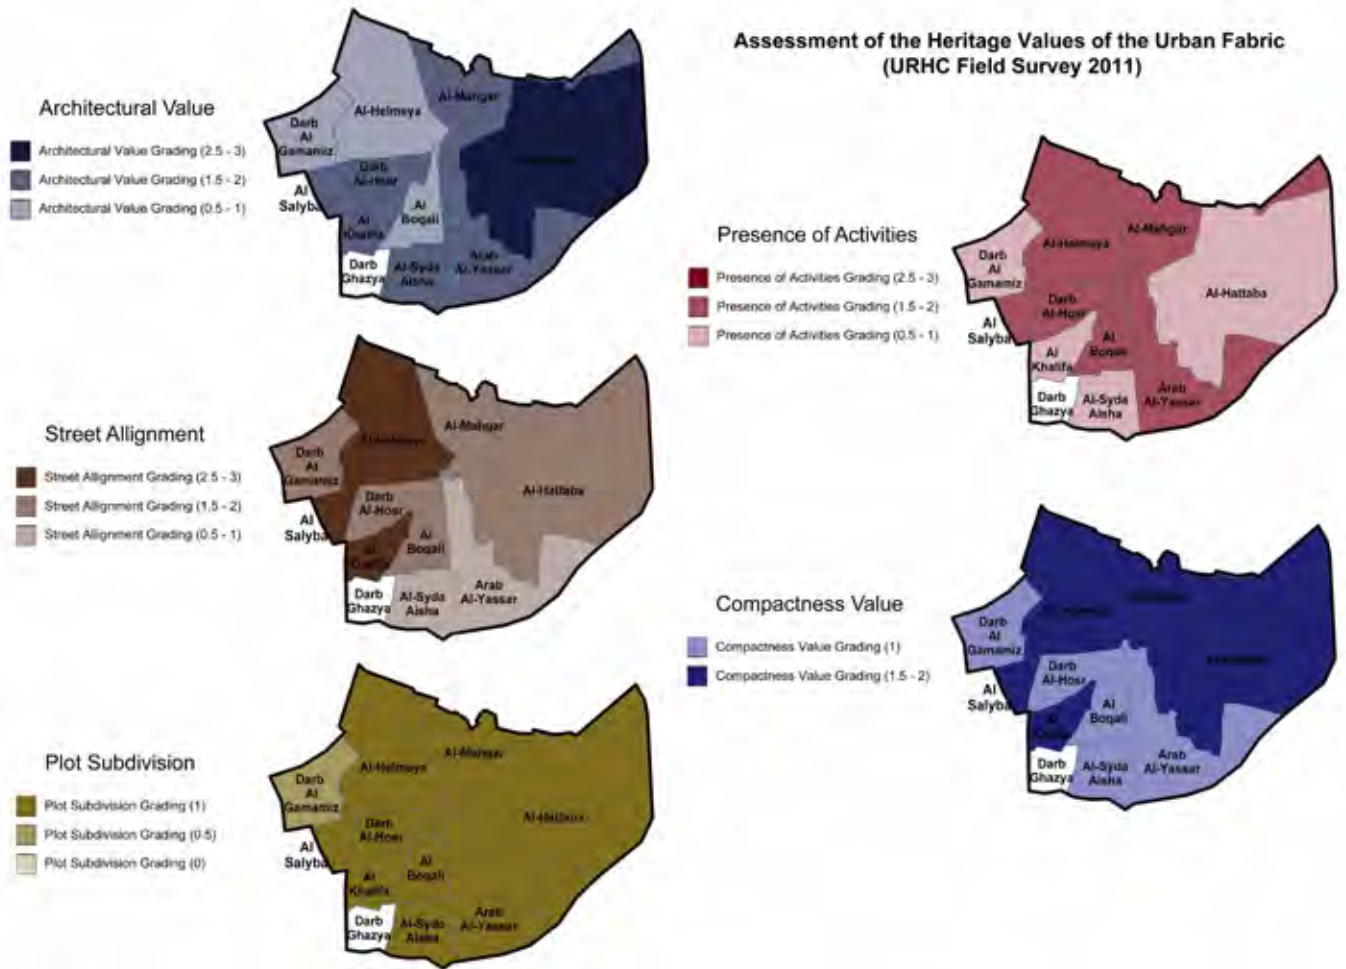 Assessment of the Heritage Values of the Urban Fabric
(URHC Field Survey 2011)
Architectural Value
Architectural Value Grading (2.5 - 3)
Architectural Value Grading (1.5 - 2)
Architectural Value Grading (0.5 - 1)
Al-Helmeya
Al-Mahgar
Darb
Al
Gamamiz
Darb
Al-Hosr
Al
Salyba
Al
Boqali
Al
Khalifa
Darb
Ghazya
Al-Syda
Aisha
Arab
Al-Yassar
Street Allignment
Street Allignment Grading (2.5 - 3)
Street Allignment Grading (1.5 - 2)
Street Allignment Grading (0.5 - 1)
Al-Helmeya
Al-Mahgar
Darb
Al
Gamamiz
Al-Hattaba
Darb
Al-Hosr
Al
Salyba
Al
Boqali
Al
Khalifa
Darb
Ghazya
Al-Syda
Aisha
Arab
Al-Yassar
Plot Subdivision
Plot Subdivision Grading (1)
Plot Subdivision Grading (0.5)
Plot Subdivision Grading (0)
Al-Helmeya
Al-Mahgar
Darb
Al
Gamamiz
Al-Hattaba
Darb
Al-Hosr
Al
Salyba
Al
Boqali
Al
Khalifa
Darb
Ghazya
Al-Syda
Aisha
Arab
Al-Yassar
Presence of Activities
Presence of Activities Grading (2.5 - 3)
Presence of Activities Grading (1.5 - 2)
Presence of Activities Grading (0.5 - 1)
Al-Helmeya
Al-Mahgar
Darb
Al
Gamamiz
Al-Hattaba
Darb
Al-Hosr
Al
Salyba
Al
Boqali
Al
Khalifa
Darb
Ghazya
Al-Syda
Aisha
Arab
Al-Yassar
Compactness Value
Compactness Value Grading (1)
Compactness Value Grading (1.5 - 2)
Darb
Al
Gamamiz
Darb
Al-Hosr
Al
Salyba
Al
Boqali
Darb
Ghazya
Al-Syda
Aisha
Arab
Al-Yassar